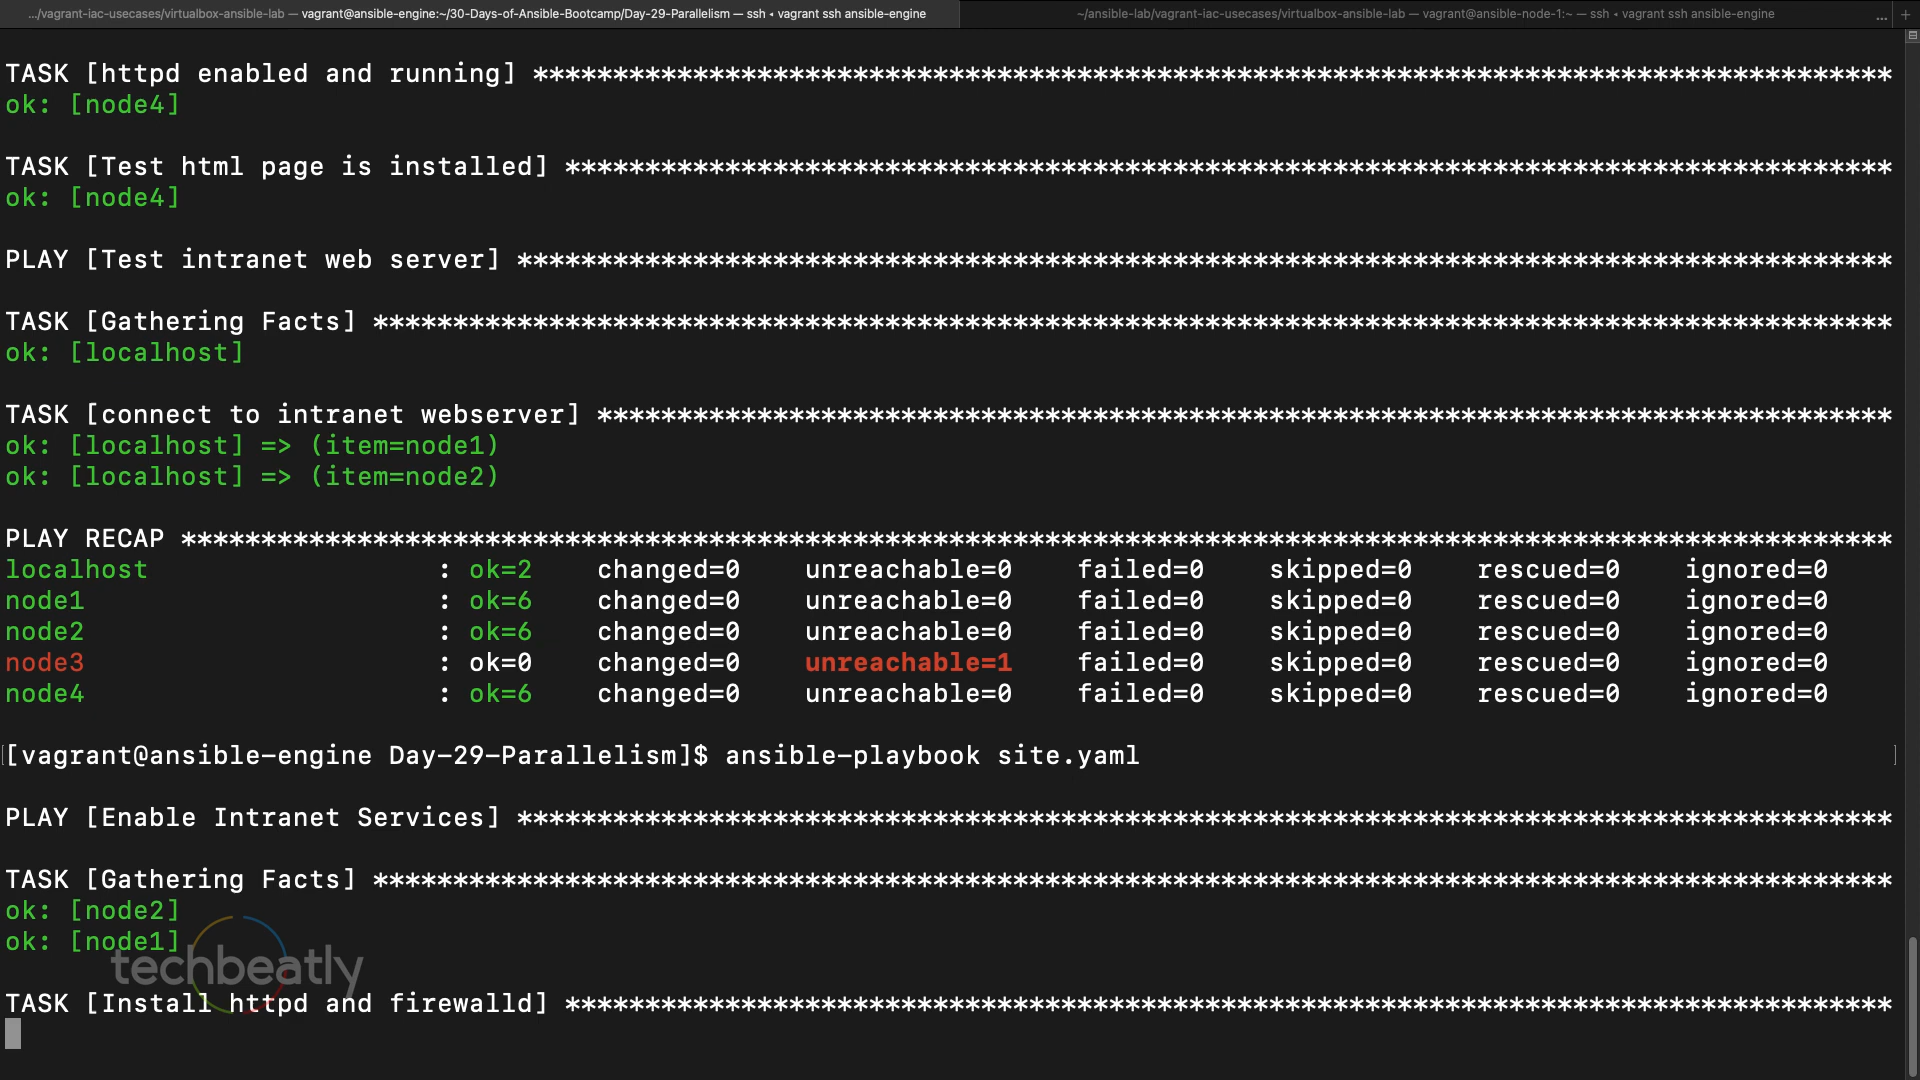 .../vagrant-iac-usecases/virtualbox-ansible-lab — vagrant@ansible-engine:~/30-Days-of-Ansible-Bootcamp/Day-29-Parallelism — ssh ◂ vagrant ssh ansible-engine
~/ansible-lab/vagrant-iac-usecases/virtualbox-ansible-lab — vagrant@ansible-node-1:~ — ssh ◂ vagrant ssh ansible-engine ... +
TASK [httpd enabled and running] *************************************************************************************
ok: [node4]
TASK [Test html page is installed] ***********************************************************************************
ok: [node4]
PLAY [Test intranet web server] **************************************************************************************
TASK [Gathering Facts] ***********************************************************************************************
ok: [localhost]
TASK [connect to intranet webserver] *********************************************************************************
ok: [localhost] => (item=node1)
ok: [localhost] => (item=node2)
PLAY RECAP ***********************************************************************************************************
localhost : ok=2 changed=0 unreachable=0 failed=0 skipped=0 rescued=0 ignored=0
node1 : ok=6 changed=0 unreachable=0 failed=0 skipped=0 rescued=0 ignored=0
node2 : ok=6 changed=0 unreachable=0 failed=0 skipped=0 rescued=0 ignored=0
node3 : ok=0 changed=0 unreachable=1 failed=0 skipped=0 rescued=0 ignored=0
node4 : ok=6 changed=0 unreachable=0 failed=0 skipped=0 rescued=0 ignored=0
[vagrant@ansible-engine Day-29-Parallelism]$ ansible-playbook site.yaml
PLAY [Enable Intranet Services] **************************************************************************************
TASK [Gathering Facts] ***********************************************************************************************
ok: [node2]
ok: [node1]
techbeatly
TASK [Install httpd and firewalld] ***********************************************************************************